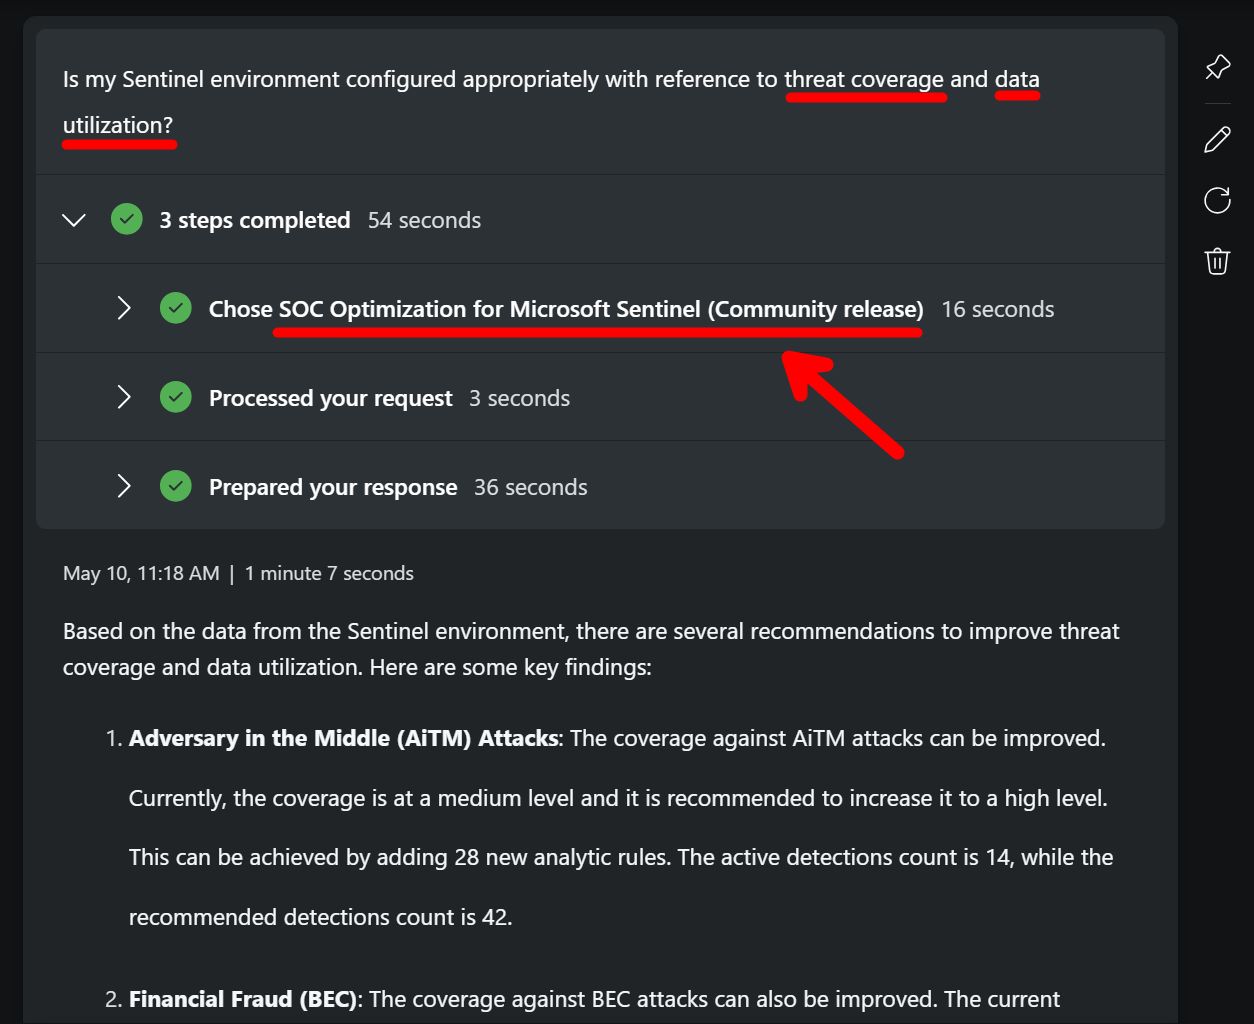 Is my Sentinel environment configured appropriately with reference to threat coverage and data
utilization?
3 steps completed 54 seconds
Chose SOC Optimization for Microsoft Sentinel (Community release) 16 seconds
Processed your request 3 seconds
Prepared your response 36 seconds
May 10, 11:18 AM | 1 minute 7 seconds
Based on the data from the Sentinel environment, there are several recommendations to improve threat
coverage and data utilization. Here are some key findings:
1. Adversary in the Middle (AiTM) Attacks: The coverage against AiTM attacks can be improved.
Currently, the coverage is at a medium level and it is recommended to increase it to a high level.
This can be achieved by adding 28 new analytic rules. The active detections count is 14, while the
recommended detections count is 42.
2. Financial Fraud (BEC): The coverage against BEC attacks can also be improved. The current